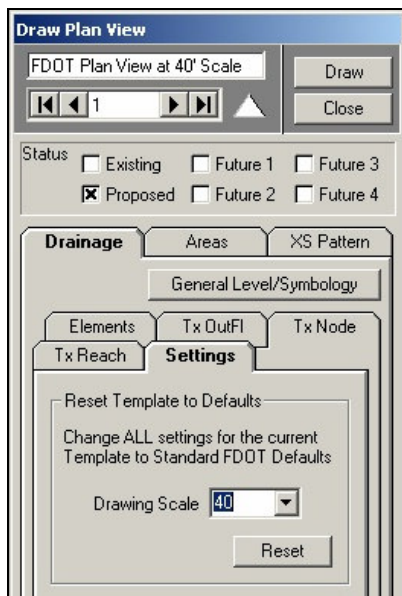 Draw Plan View
FDOT Plan View at 40' Scale
Draw
1
Close
Status
Existing Future 1 Future 3
Proposed Future 2 Future 4
Drainage Areas XS Pattern
General Level/Symbology
Elements Tx OutFl Tx Node
Tx Reach Settings
Reset Template to Defaults
Change ALL settings for the current
Template to Standard FDOT Defaults
Drawing Scale 40
Reset